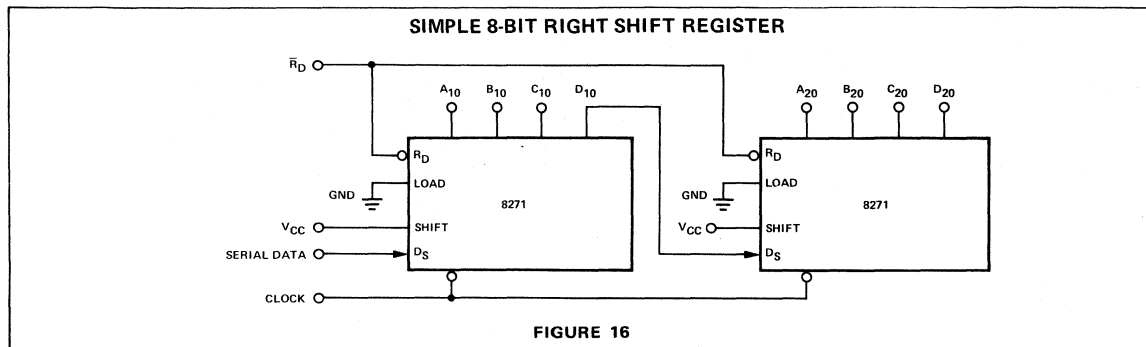 SIMPLE 8-BIT RIGHT SHIFT REGISTER
R̅D
A10 B10 C10 D10
A20 B20 C20 D20
RD
LOAD
GND
8271
VCC
SHIFT
SERIAL DATA
DS
CLOCK
RD
LOAD
GND
8271
VCC
SHIFT
DS
FIGURE 16